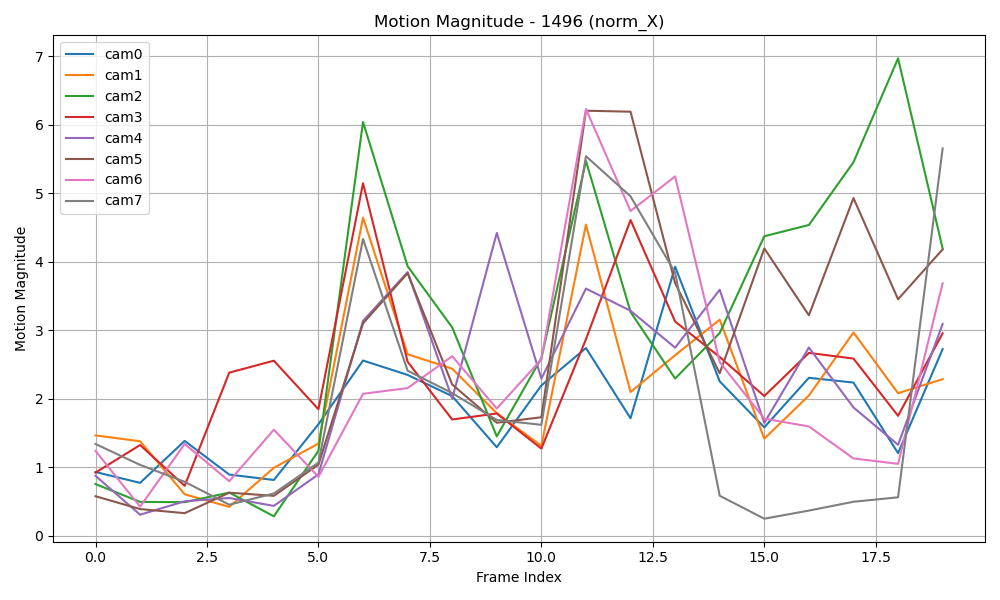 Motion Magnitude - 1496 (norm_X)
cam0
cam1
cam2
cam3
cam4
cam5
cam6
cam7
Motion Magnitude
7
6
5
4
3
2
1
0
0.0 2.5 5.0 7.5 10.0 12.5 15.0 17.5
Frame Index